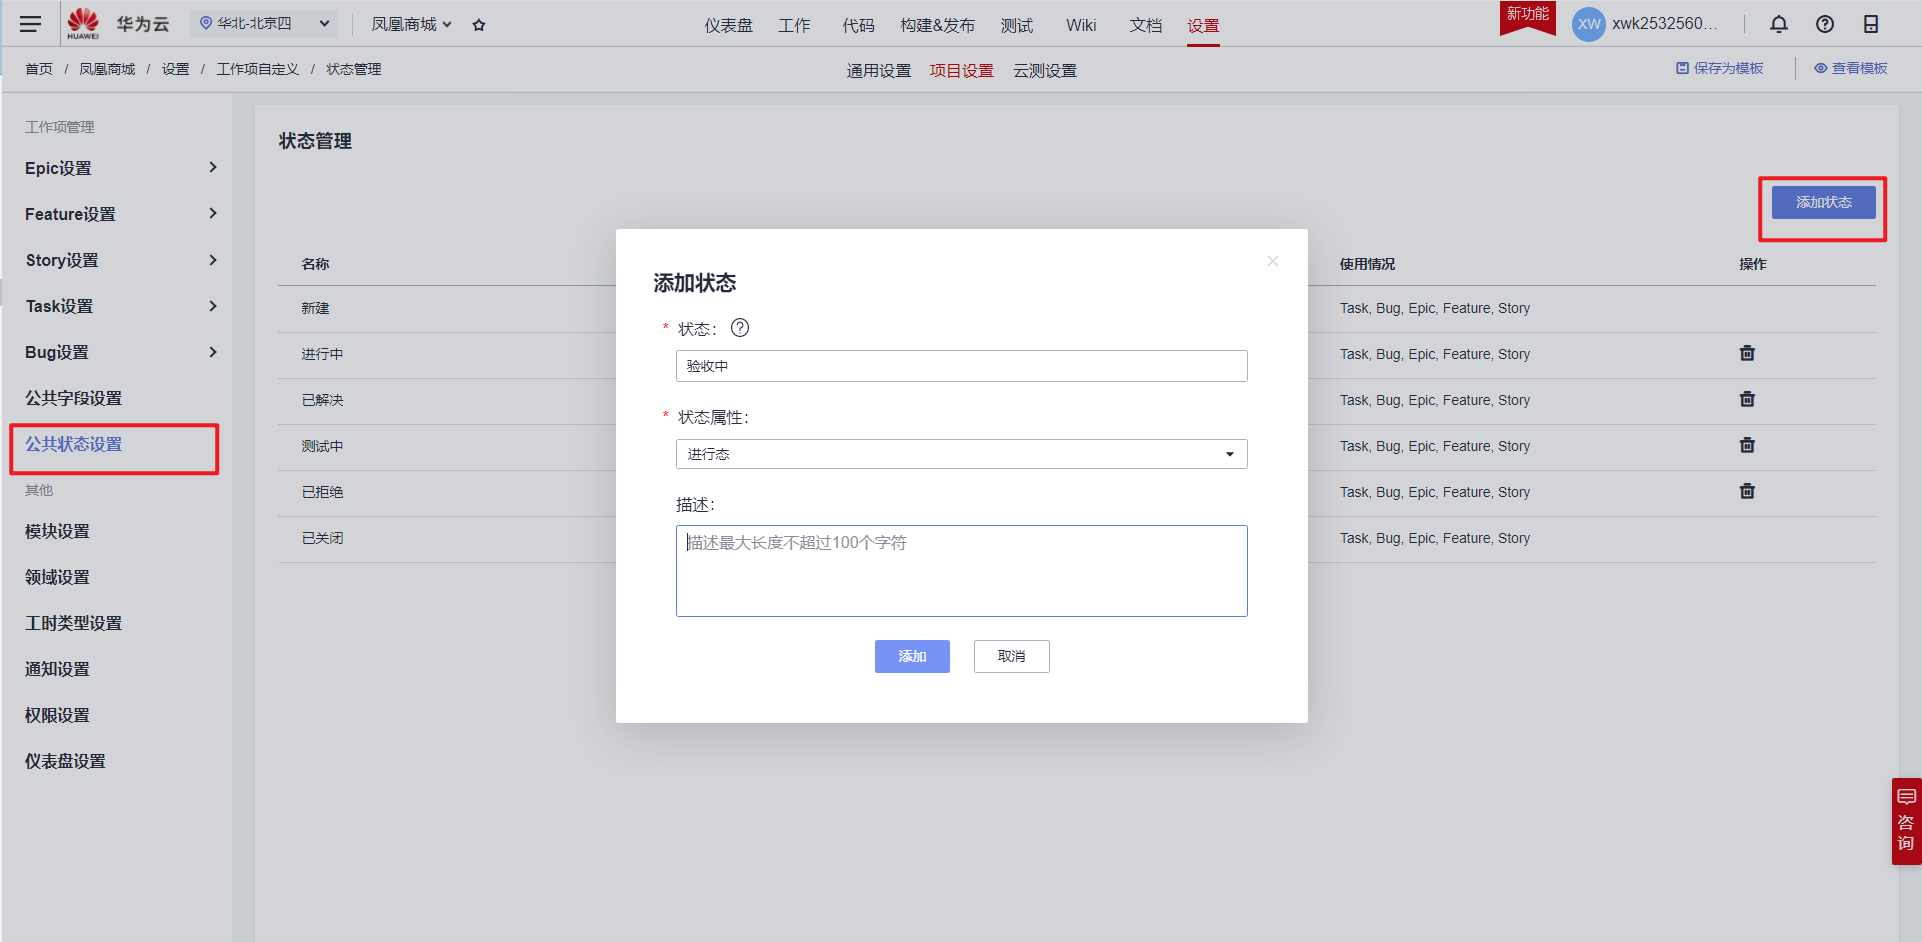 HUAWEI
华为云
华北-北京四
凤凰商城
仪表盘 工作 代码 构建&发布 测试 Wiki 文档 设置
新功能
XW
xwk2532560...
首页 / 凤凰商城 / 设置 / 工作项目自定义 / 状态管理
通用设置 项目设置 云测设置
保存为模板
查看模板
工作项管理
Epic设置
Feature设置
Story设置
Task设置
Bug设置
公共字段设置
公共状态设置
其他
模块设置
领域设置
工时类型设置
通知设置
权限设置
仪表盘设置
状态管理
添加状态
名称 使用情况 操作
新建 Task, Bug, Epic, Feature, Story
进行中 Task, Bug, Epic, Feature, Story
已解决 Task, Bug, Epic, Feature, Story
测试中 Task, Bug, Epic, Feature, Story
已拒绝 Task, Bug, Epic, Feature, Story
已关闭 Task, Bug, Epic, Feature, Story
添加状态
* 状态：
验收中
* 状态属性：
进行态
描述：
描述最大长度不超过100个字符
添加 取消
咨询